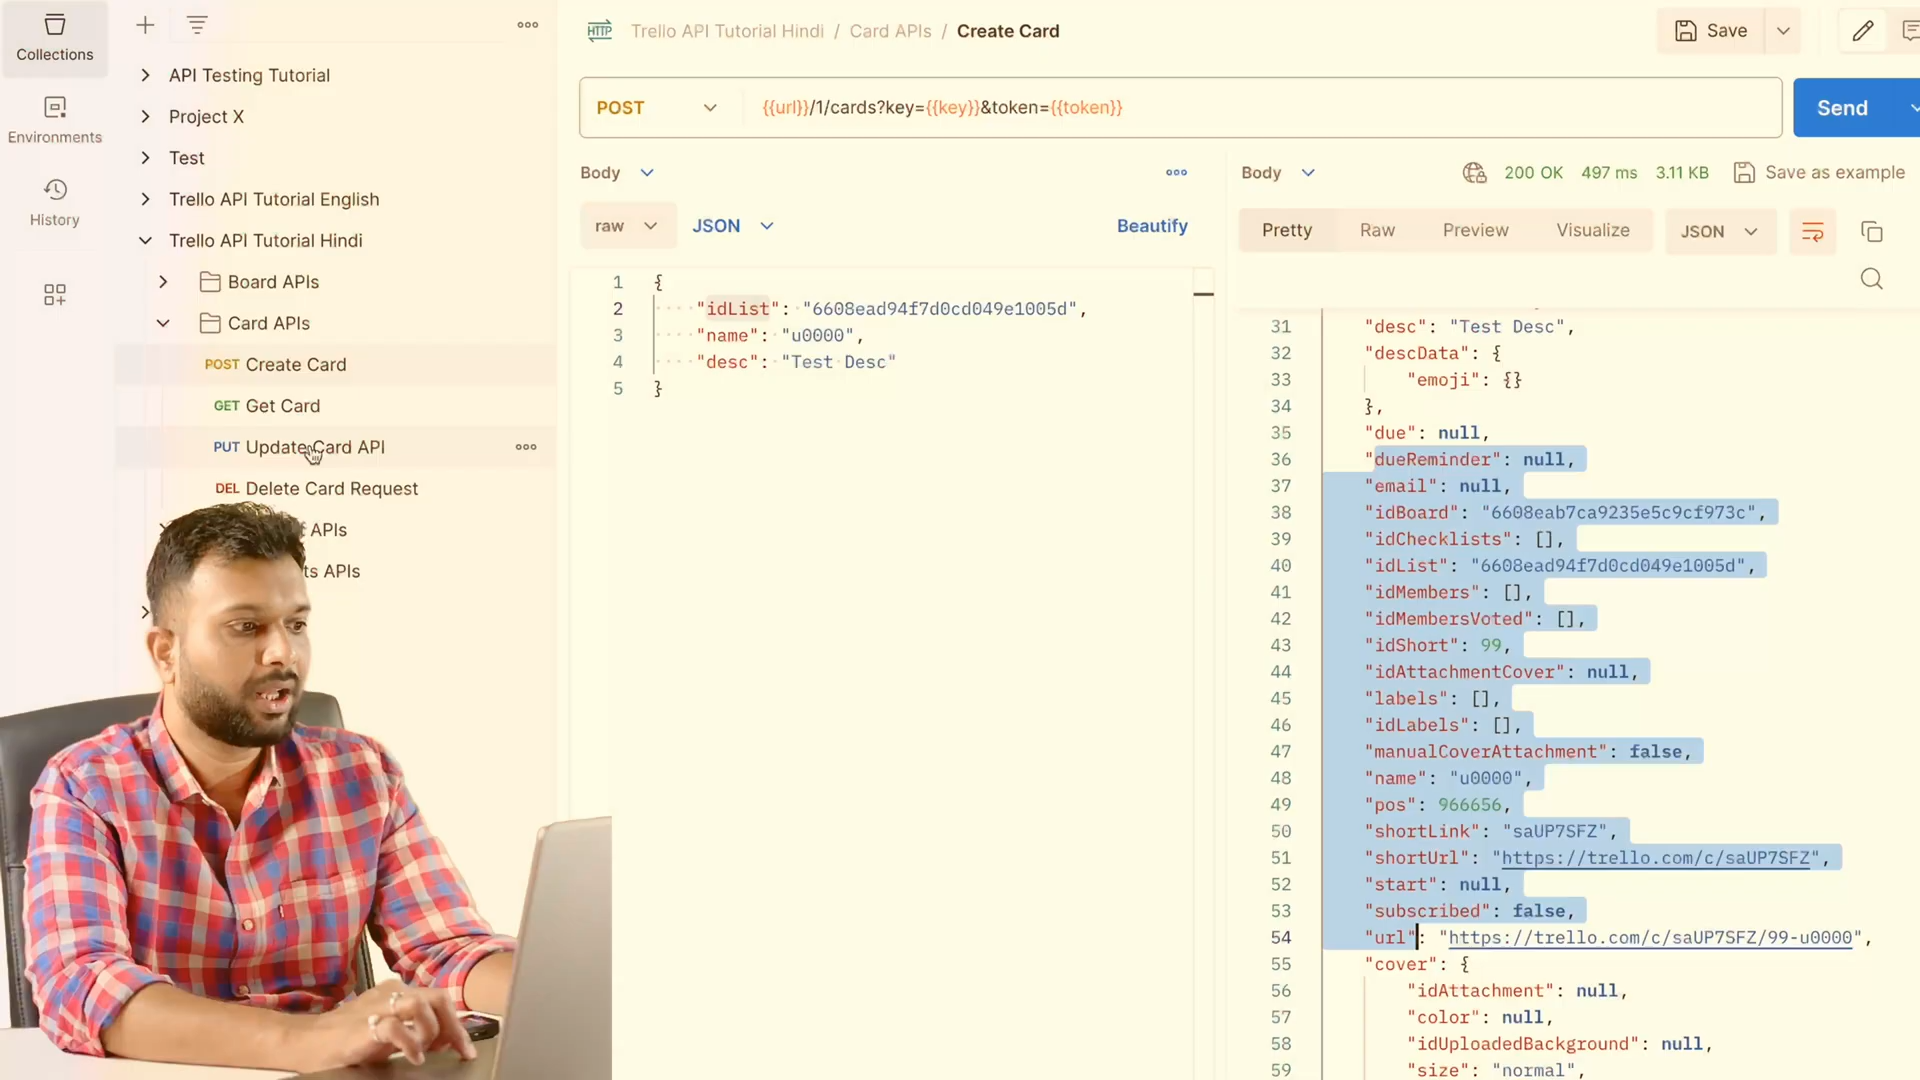 Collections
Environments
History
API Testing Tutorial
Project X
Test
Trello API Tutorial English
Trello API Tutorial Hindi
Board APIs
Card APIs
POST Create Card
GET Get Card
PUT Update Card API
DEL Delete Card Request
APIs
ts APIs
HTTP Trello API Tutorial Hindi / Card APIs / Create Card
Save
POST {{url}}/1/cards?key={{key}}&token={{token}}
Send
Body
raw JSON Beautify
1 {
2 "idList": "6608ead94f7d0cd049e1005d",
3 "name": "u0000",
4 "desc": "Test Desc"
5 }
Body 200 OK 497 ms 3.11 KB Save as example
Pretty Raw Preview Visualize JSON
31 "desc": "Test Desc",
32 "descData": {
33 "emoji": {}
34 },
35 "due": null,
36 "dueReminder": null,
37 "email": null,
38 "idBoard": "6608eab7ca9235e5c9cf973c",
39 "idChecklists": [],
40 "idList": "6608ead94f7d0cd049e1005d",
41 "idMembers": [],
42 "idMembersVoted": [],
43 "idShort": 99,
44 "idAttachmentCover": null,
45 "labels": [],
46 "idLabels": [],
47 "manualCoverAttachment": false,
48 "name": "u0000",
49 "pos": 966656,
50 "shortLink": "saUP7SFZ",
51 "shortUrl": "https://trello.com/c/saUP7SFZ",
52 "start": null,
53 "subscribed": false,
54 "url": "https://trello.com/c/saUP7SFZ/99-u0000",
55 "cover": {
56 "idAttachment": null,
57 "color": null,
58 "idUploadedBackground": null,
59 "size": "normal",